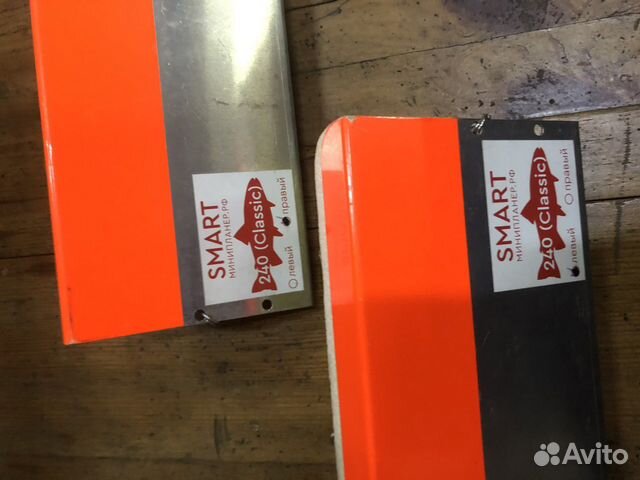 SMART
МИНИПЛАНЕР.РФ
240 (Classic)
левый правый
SMART
МИНИПЛАНЕР.РФ
240 (Classic)
левый правый
Avito